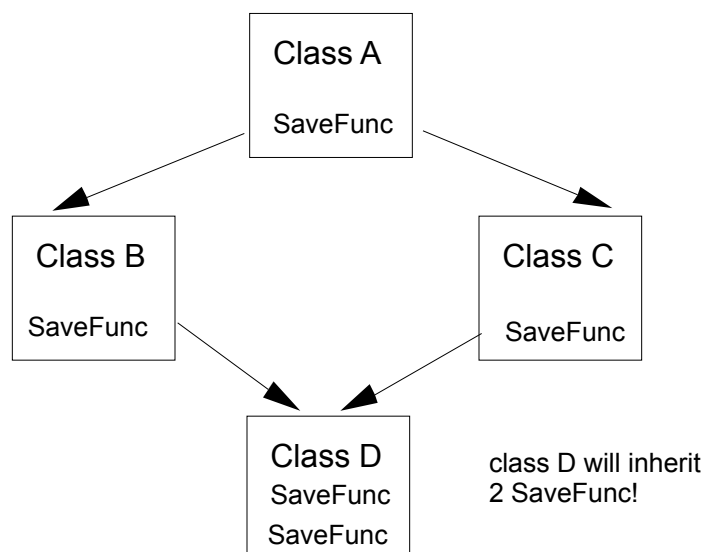 Class A
SaveFunc
Class B
SaveFunc
Class C
SaveFunc
Class D
SaveFunc
SaveFunc
class D will inherit
2 SaveFunc!